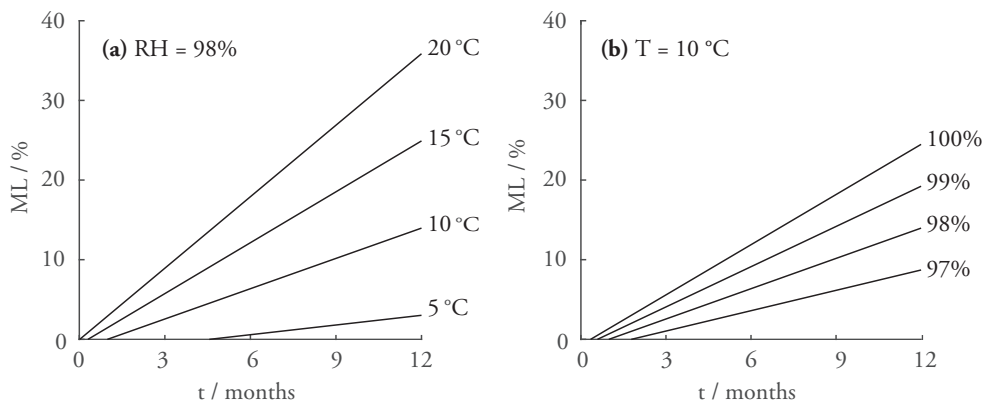 (a) RH = 98%
ML / %
40
30
20
10
0
20 °C
15 °C
10 °C
5 °C
0 3 6 9 12
t / months
(b) T = 10 °C
ML / %
40
30
20
10
0
100%
99%
98%
97%
0 3 6 9 12
t / months